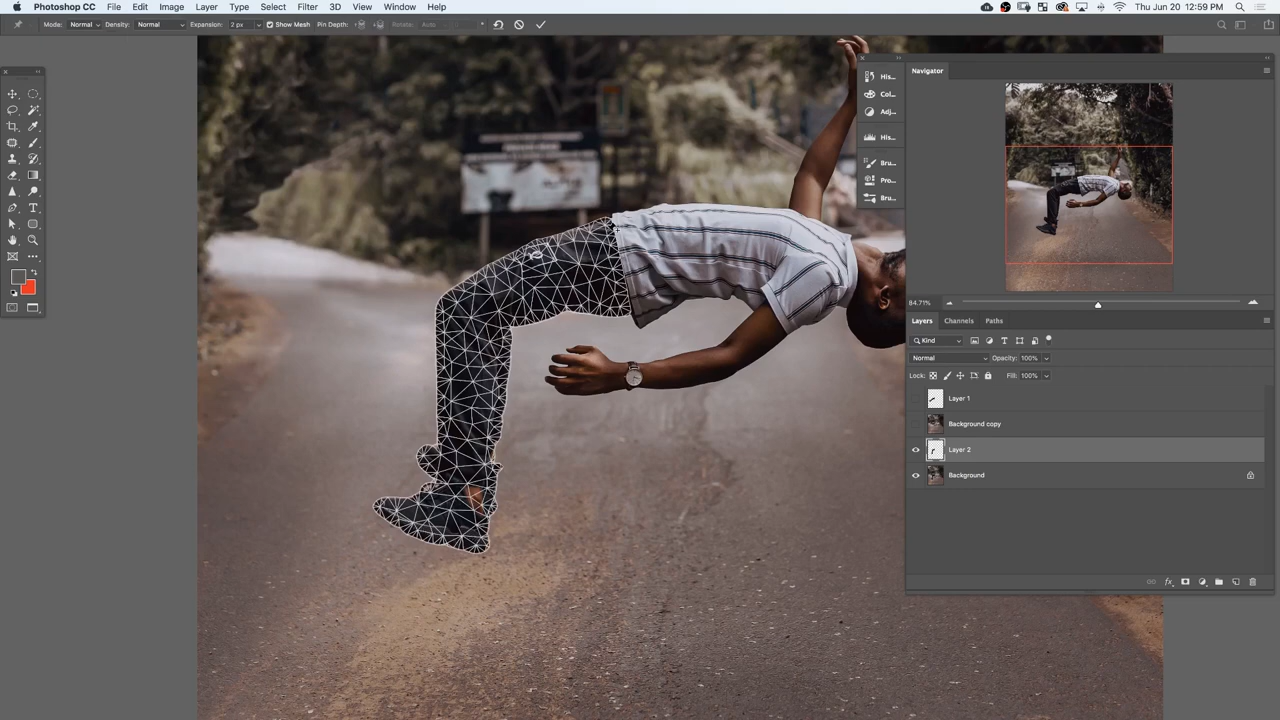 Photoshop CC File Edit Image Layer Type Select Filter 3D View Window Help Thu Jun 20 12:59 PM
Mode: Normal Density: Normal Expansion: 2 px Show Mesh Pin Depth: Rotate: Auto
Navigator
His...
Col...
Adj...
His...
Bru...
Pro...
Bru...
84.71%
Layers Channels Paths
Kind
Normal Opacity: 100%
Lock: Fill: 100%
Layer 1
Background copy
Layer 2
Background